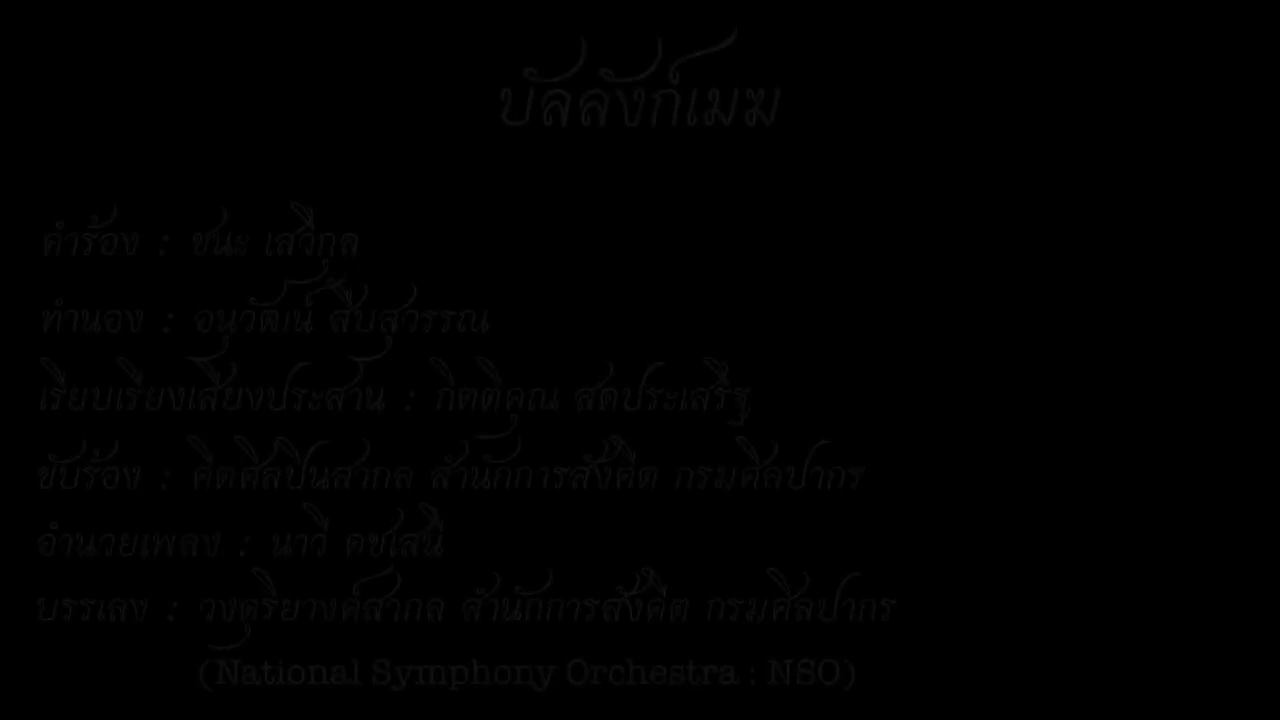 บัลลังก์เมฆ
คำร้อง : ชนะ เสวิกุล
ทำนอง : อนุวัฒน์ สืบสุวรรณ
เรียบเรียงเสียงประสาน : กิตติคุณ สดประเสริฐ
ขับร้อง : คีตศิลปินสากล สำนักการสังคีต กรมศิลปากร
อำนวยเพลง : นาวี คชเสนี
บรรเลง : วงดุริยางค์สากล สำนักการสังคีต กรมศิลปากร
(National Symphony Orchestra : NSO)